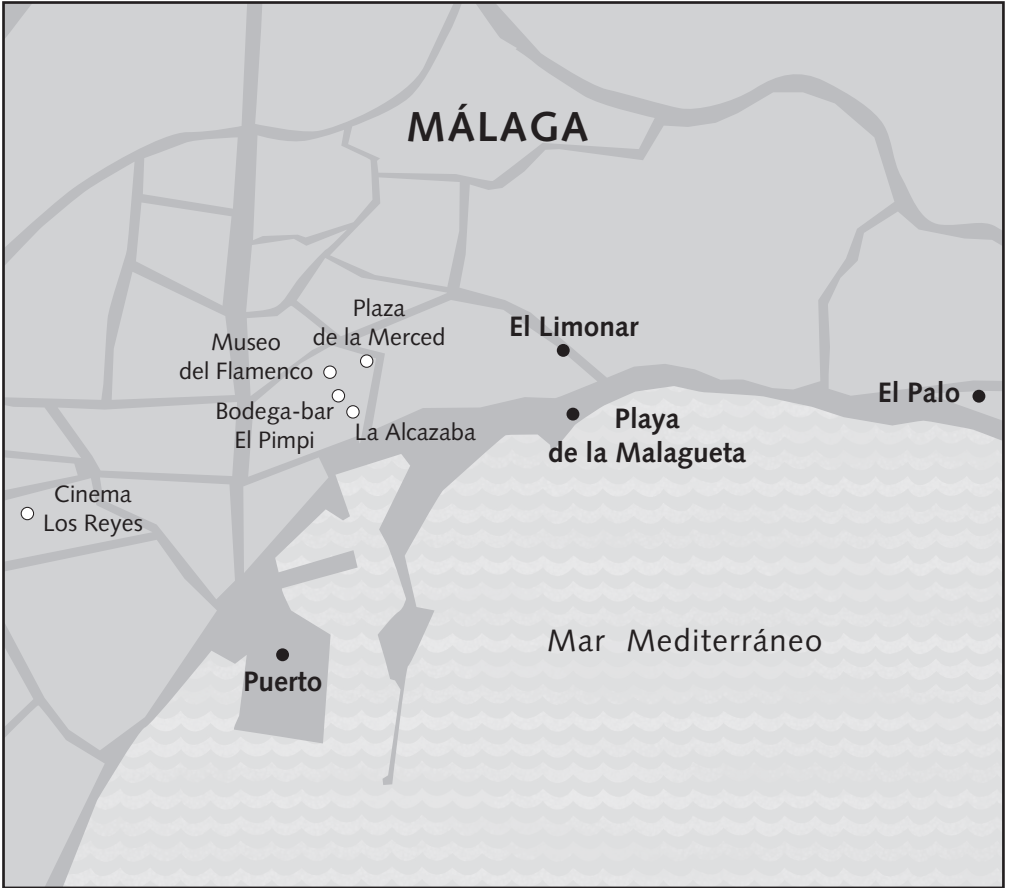 MÁLAGA
Plaza
de la Merced
Museo
del Flamenco
Bodega-bar
El Pimpi
La Alcazaba
El Limonar
El Palo
Playa
de la Malagueta
Cinema
Los Reyes
Mar Mediterráneo
Puerto